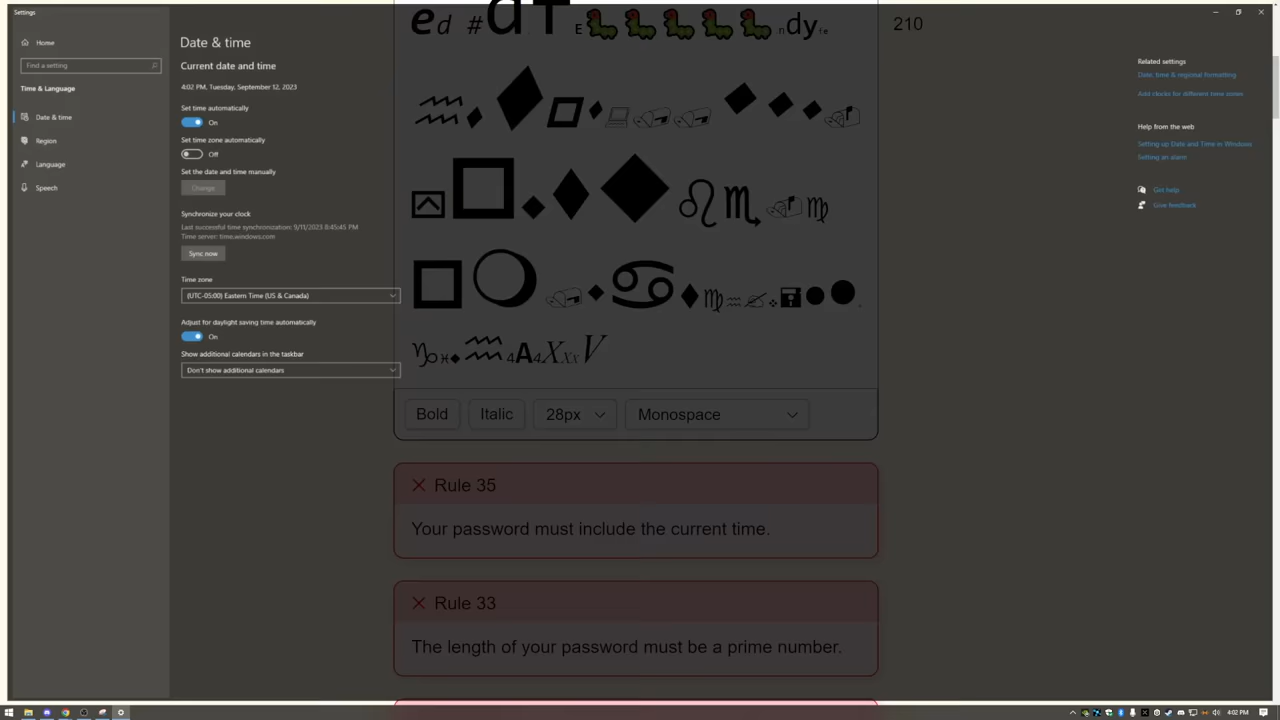 Settings
Home
Find a setting
Time & Language
Date & time
Region
Language
Speech
Date & time
Current date and time
4:02 PM, Tuesday, September 12, 2023
Set time automatically
On
Set time zone automatically
Off
Set the date and time manually
Change
Synchronize your clock
Last successful time synchronization: 9/11/2023 8:45:45 PM
Time server: time.windows.com
Sync now
Time zone
(UTC-05:00) Eastern Time (US & Canada)
Adjust for daylight saving time automatically
On
Show additional calendars in the taskbar
Don't show additional calendars
210
4A4XXxV
Bold Italic 28px Monospace
Rule 35
Your password must include the current time.
Rule 33
The length of your password must be a prime number.
Related settings
Date, time & regional formatting
Add clocks for different time zones
Help from the web
Setting up Date and Time in Windows
Setting an alarm
Get help
Give feedback
4:02 PM